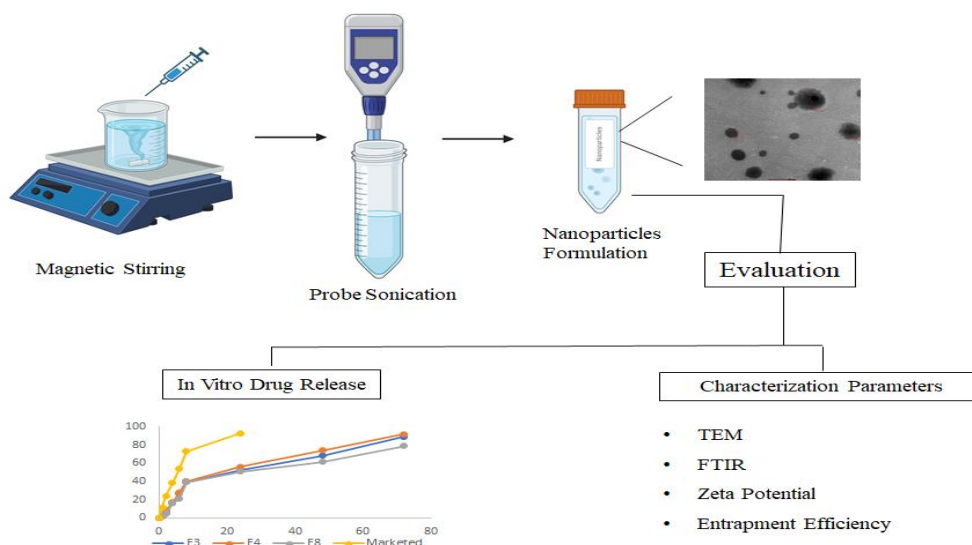 Magnetic Stirring
Probe Sonication
Nanoparticles
Nanoparticles
Formulation
Evaluation
In Vitro Drug Release
Characterization Parameters
100
80
60
40
20
0
0
20
40
60
80
F3
F4
F8
Marketed
• TEM
• FTIR
• Zeta Potential
• Entrapment Efficiency